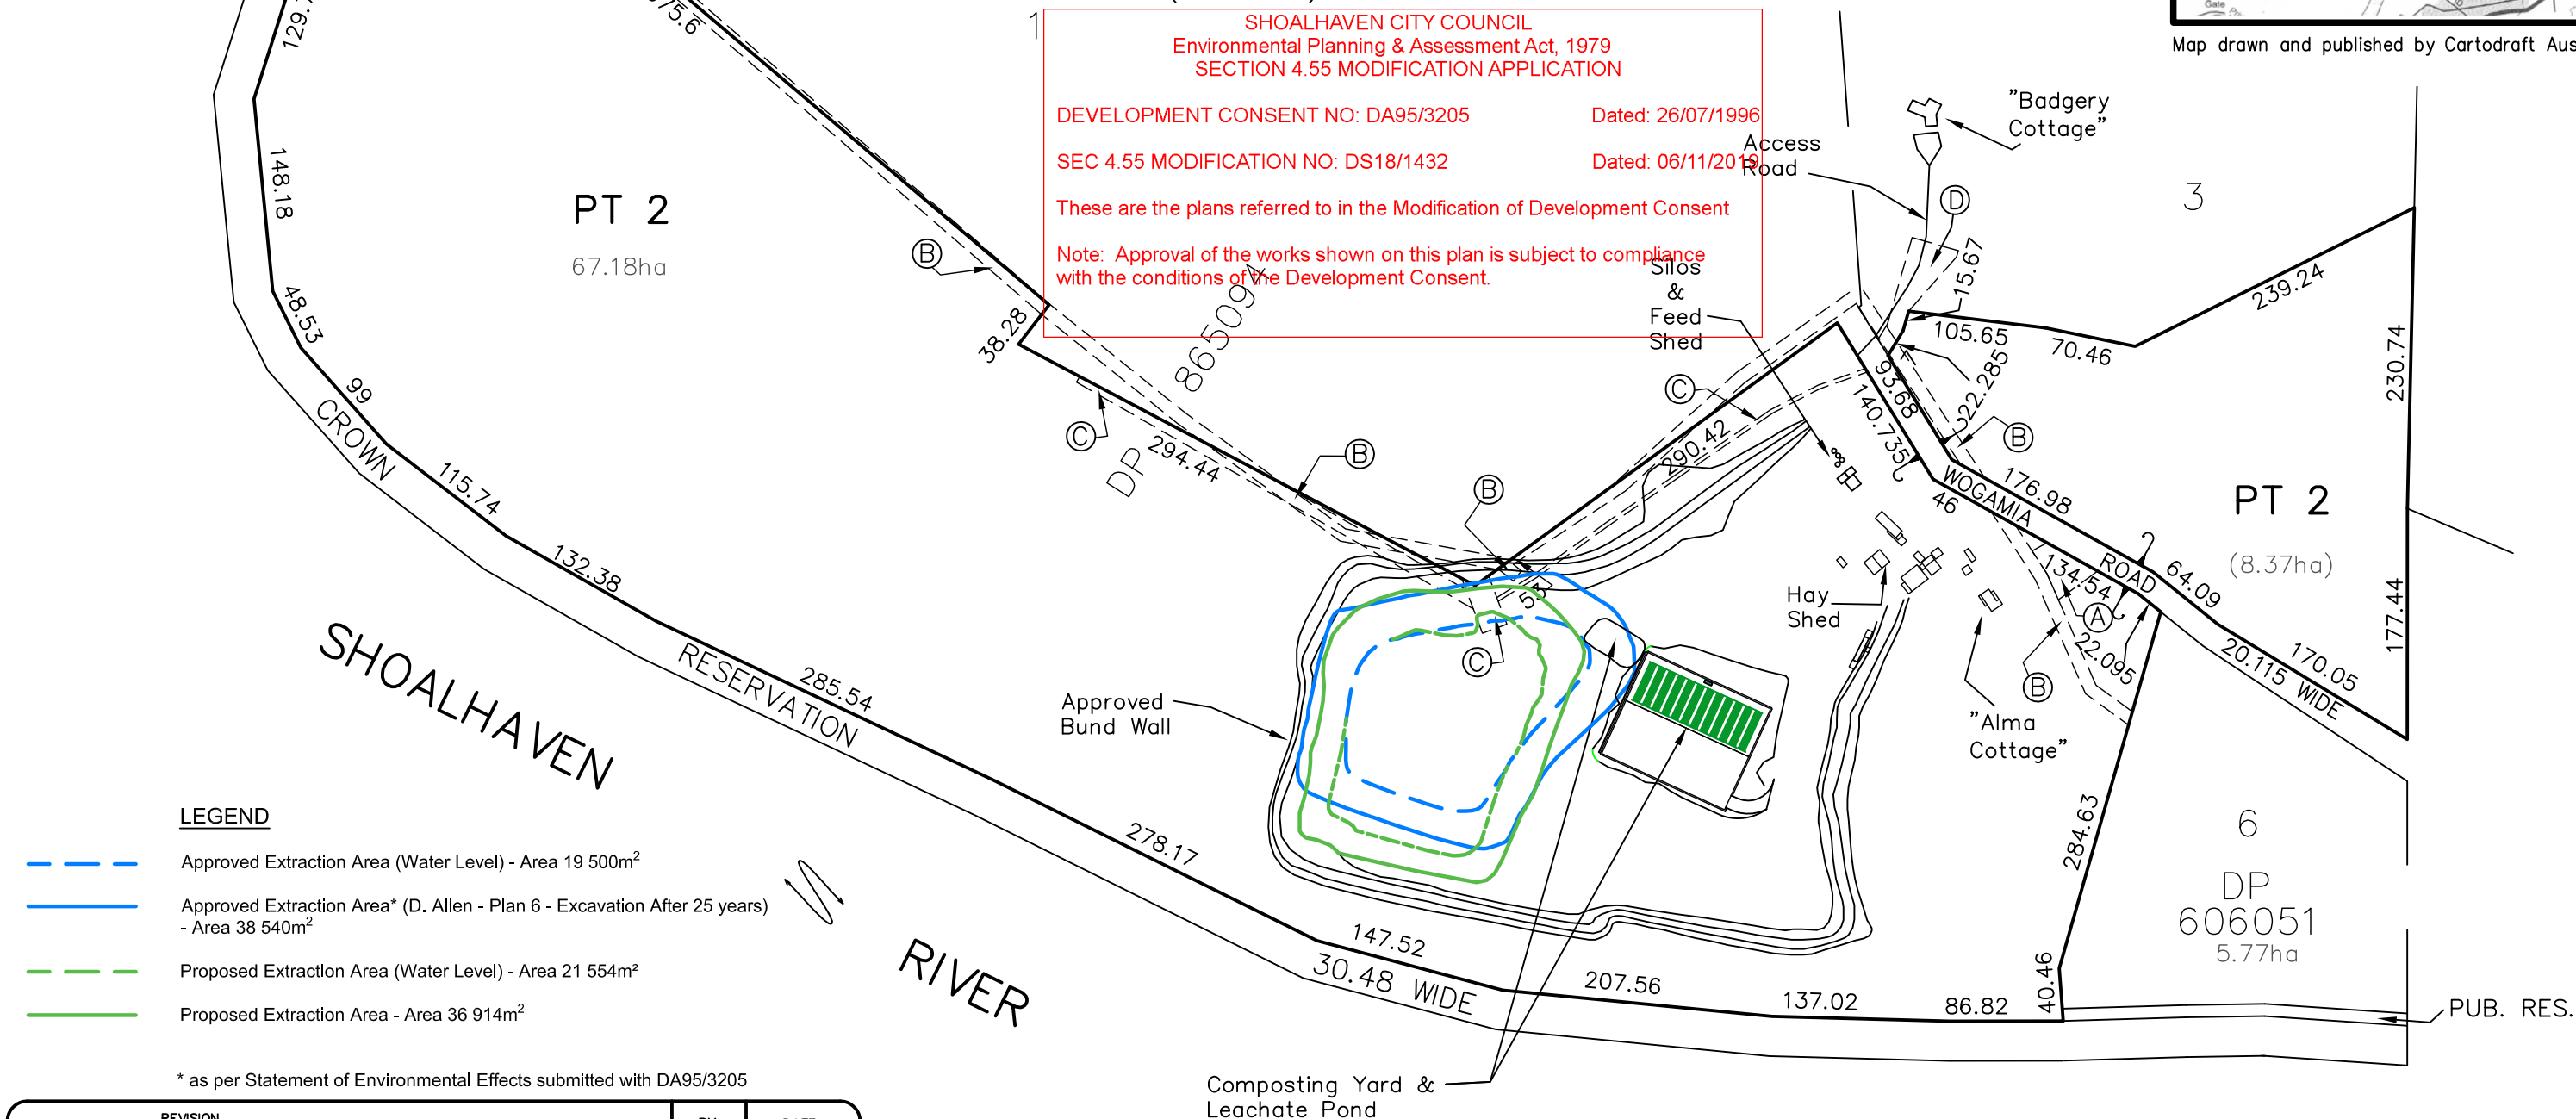 Gate
Map drawn and published by Cartodraft Aus
1
SHOALHAVEN CITY COUNCIL
Environmental Planning & Assessment Act, 1979
SECTION 4.55 MODIFICATION APPLICATION
DEVELOPMENT CONSENT NO: DA95/3205 Dated: 26/07/1996
SEC 4.55 MODIFICATION NO: DS18/1432 Dated: 06/11/2019
These are the plans referred to in the Modification of Development Consent
Note: Approval of the works shown on this plan is subject to compliance
with the conditions of the Development Consent.
"Badgery
Cottage"
Access
Road
D
3
15.67
239.24
105.65
70.46
230.74
22.285
93.68
140.735
Silos
&
Feed
Shed
C
290.42
B
176.98
46
WOGAMIA
ROAD
134.54
64.09
A
22.095
B
20.115 WIDE
170.05
177.44
PT 2
(8.37ha)
148.18
PT 2
67.18ha
B
48.53
38.28
99
CROWN
115.74
132.38
C
294.44
DP
865094
B
B
C
Hay
Shed
"Alma
Cottage"
Approved
Bund Wall
SHOALHAVEN
RIVER
RESERVATION
285.54
278.17
147.52
30.48 WIDE
207.56
137.02
86.82
40.46
284.63
6
DP
606051
5.77ha
PUB. RES.
Composting Yard &
Leachate Pond
LEGEND
Approved Extraction Area (Water Level) - Area 19 500m²
Approved Extraction Area* (D. Allen - Plan 6 - Excavation After 25 years)
- Area 38 540m²
Proposed Extraction Area (Water Level) - Area 21 554m²
Proposed Extraction Area - Area 36 914m²
* as per Statement of Environmental Effects submitted with DA95/3205
REVISION